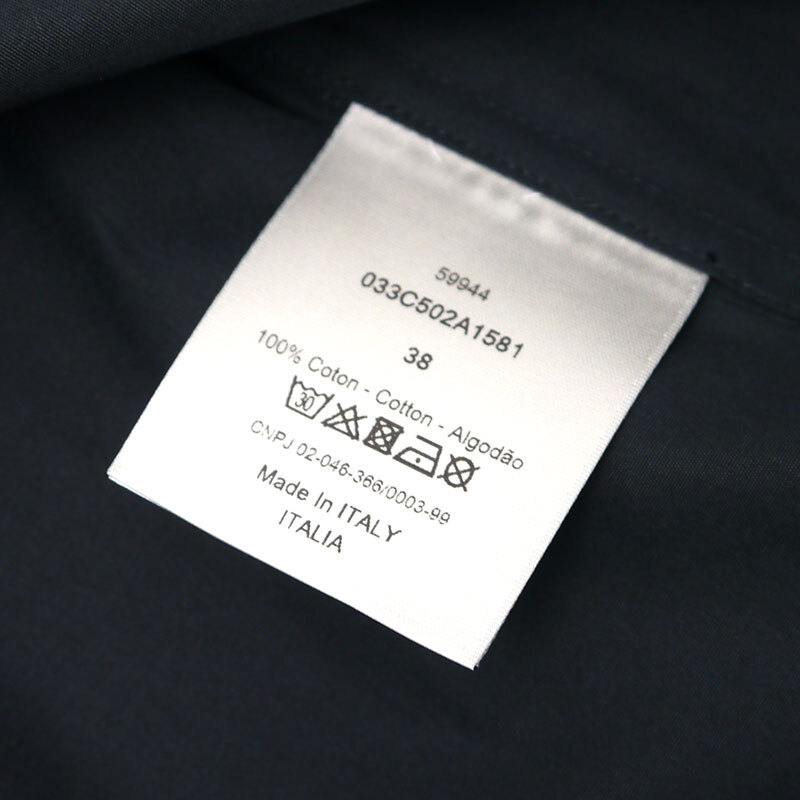 59944
033C502A1581
38
100% Coton - Cotton - Algodão
30
CNPJ 02-046-366/0003-99
Made In ITALY
ITALIA